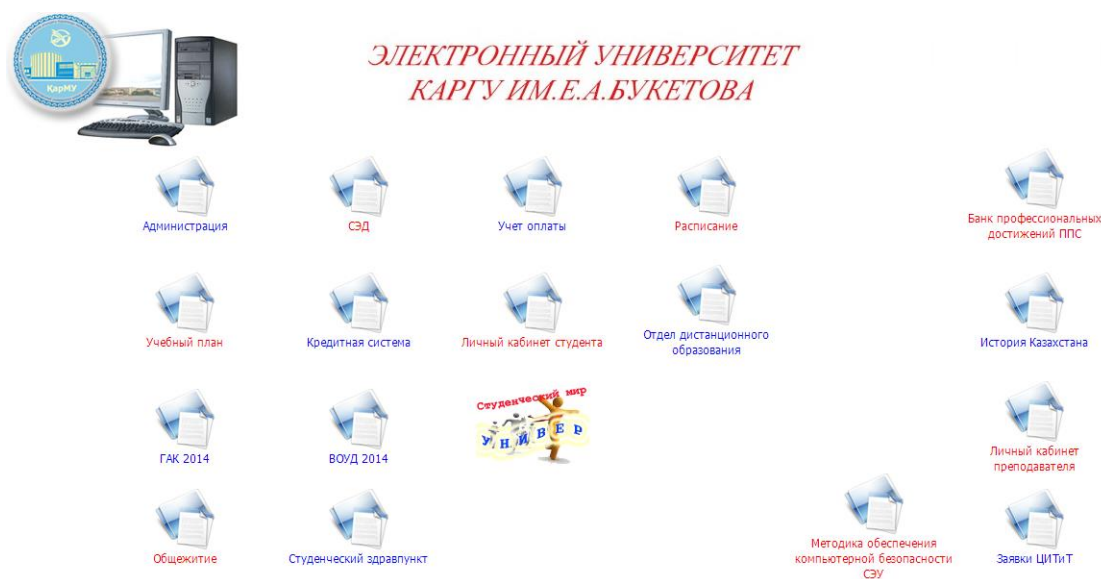 ҚарМУ
ЭЛЕКТРОННЫЙ УНИВЕРСИТЕТ
КАРГУ ИМ.Е.А.БУКЕТОВА
Администрация
СЭД
Учет оплаты
Расписание
Банк профессиональных
достижений ППС
Учебный план
Кредитная система
Личный кабинет студента
Отдел дистанционного
образования
История Казахстана
ГАК 2014
ВОУД 2014
Студенческий мир
УНИВЕР
Личный кабинет
преподавателя
Общежитие
Студенческий здравпункт
Методика обеспечения
компьютерной безопасности
СЭУ
Заявки ЦИТиТ